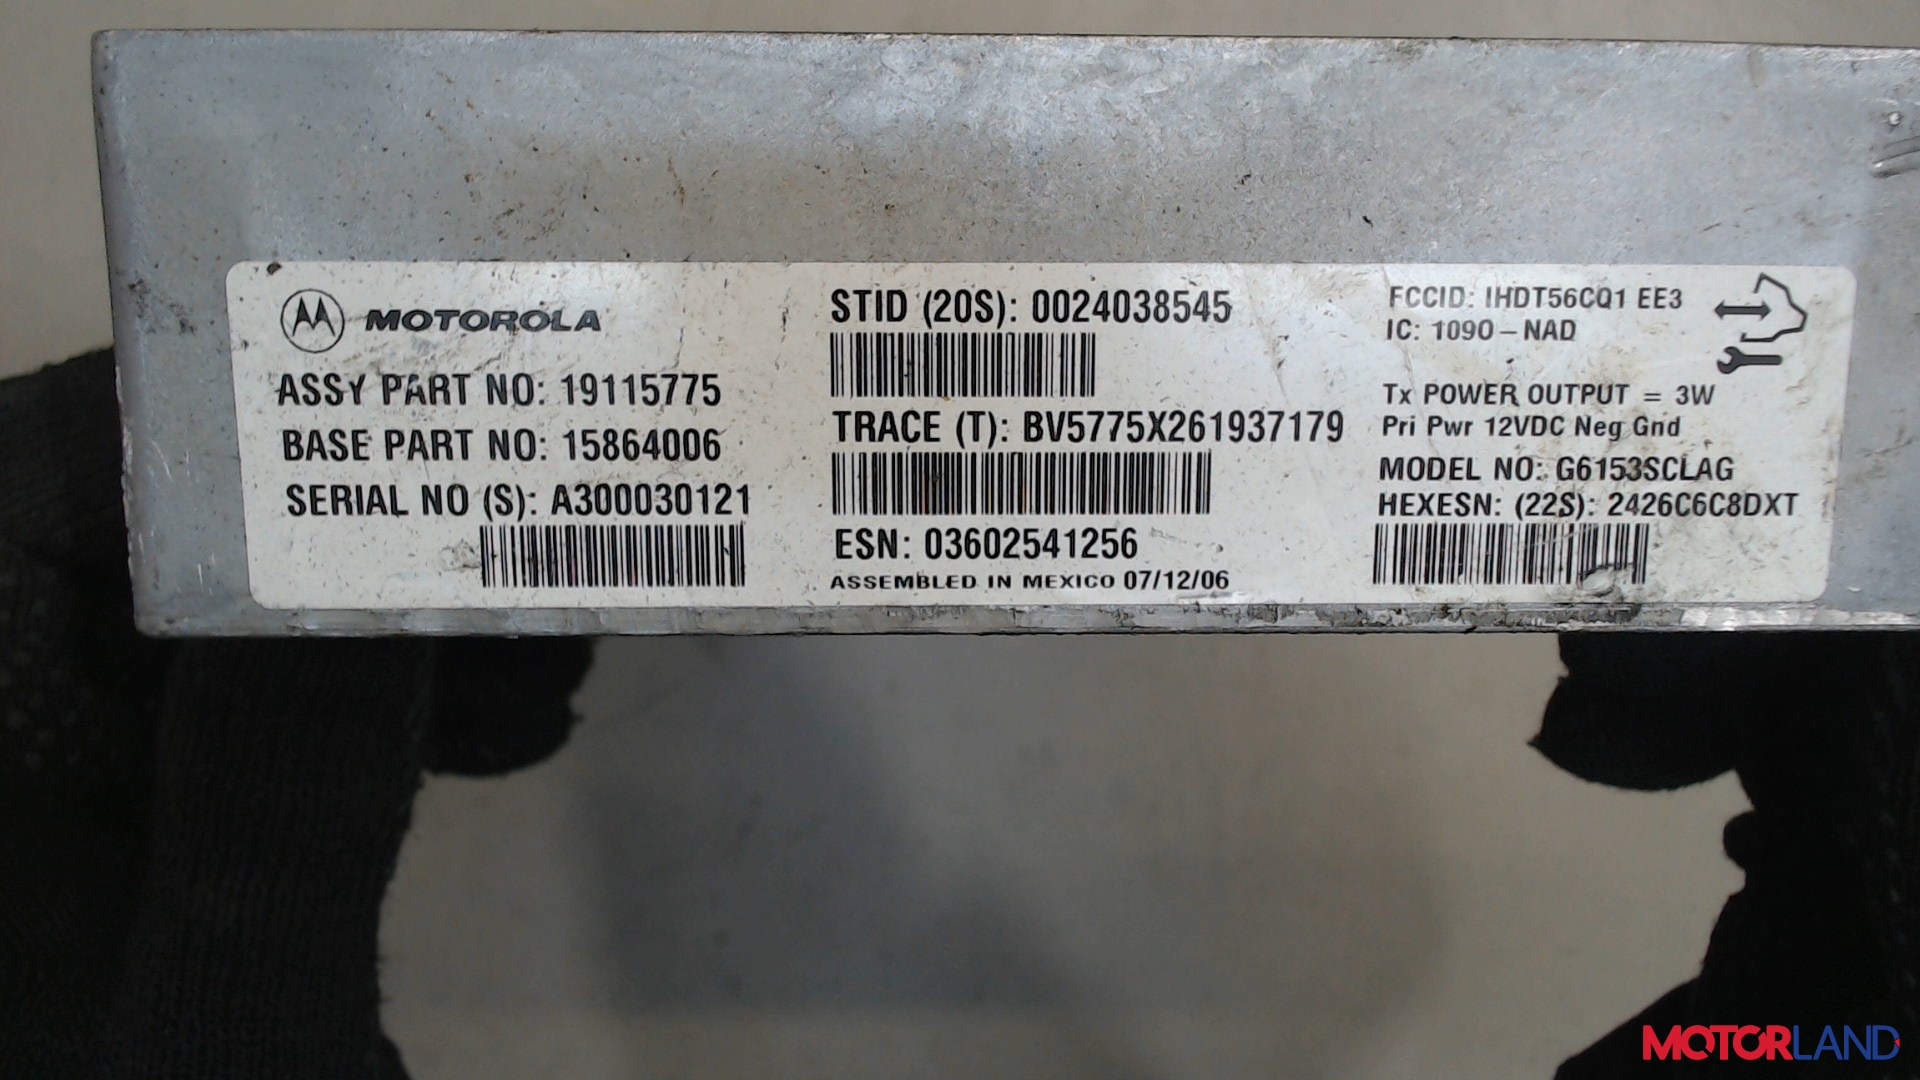 MOTOROLA
ASSY PART NO: 19115775
BASE PART NO: 15864006
SERIAL NO (S): A300030121
STID (20S): 0024038545
TRACE (T): BV5775X261937179
ESN: 03602541256
ASSEMBLED IN MEXICO 07/12/06
FCCID: IHDT56CQ1 EE3
IC: 1090-NAD
Tx POWER OUTPUT = 3W
Pri Pwr 12VDC Neg Gnd
MODEL NO: G6153SCLAG
HEXESN: (22S): 2426C6C8DXT
MOTORLAND